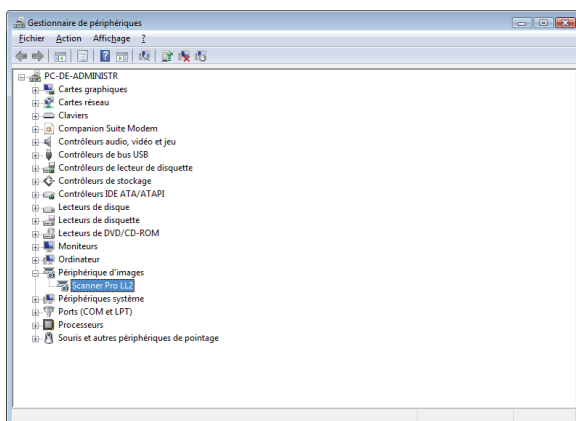 Gestionnaire de périphériques
Fichier Action Affichage ?
PC-DE-ADMINISTR
Cartes graphiques
Cartes réseau
Claviers
Companion Suite Modem
Contrôleurs audio, vidéo et jeu
Contrôleurs de bus USB
Contrôleurs de lecteur de disquette
Contrôleurs de stockage
Contrôleurs IDE ATA/ATAPI
Lecteurs de disque
Lecteurs de disquette
Lecteurs de DVD/CD-ROM
Moniteurs
Ordinateur
Périphérique d'images
Scanner Pro LL2
Périphériques système
Ports (COM et LPT)
Processeurs
Souris et autres périphériques de pointage